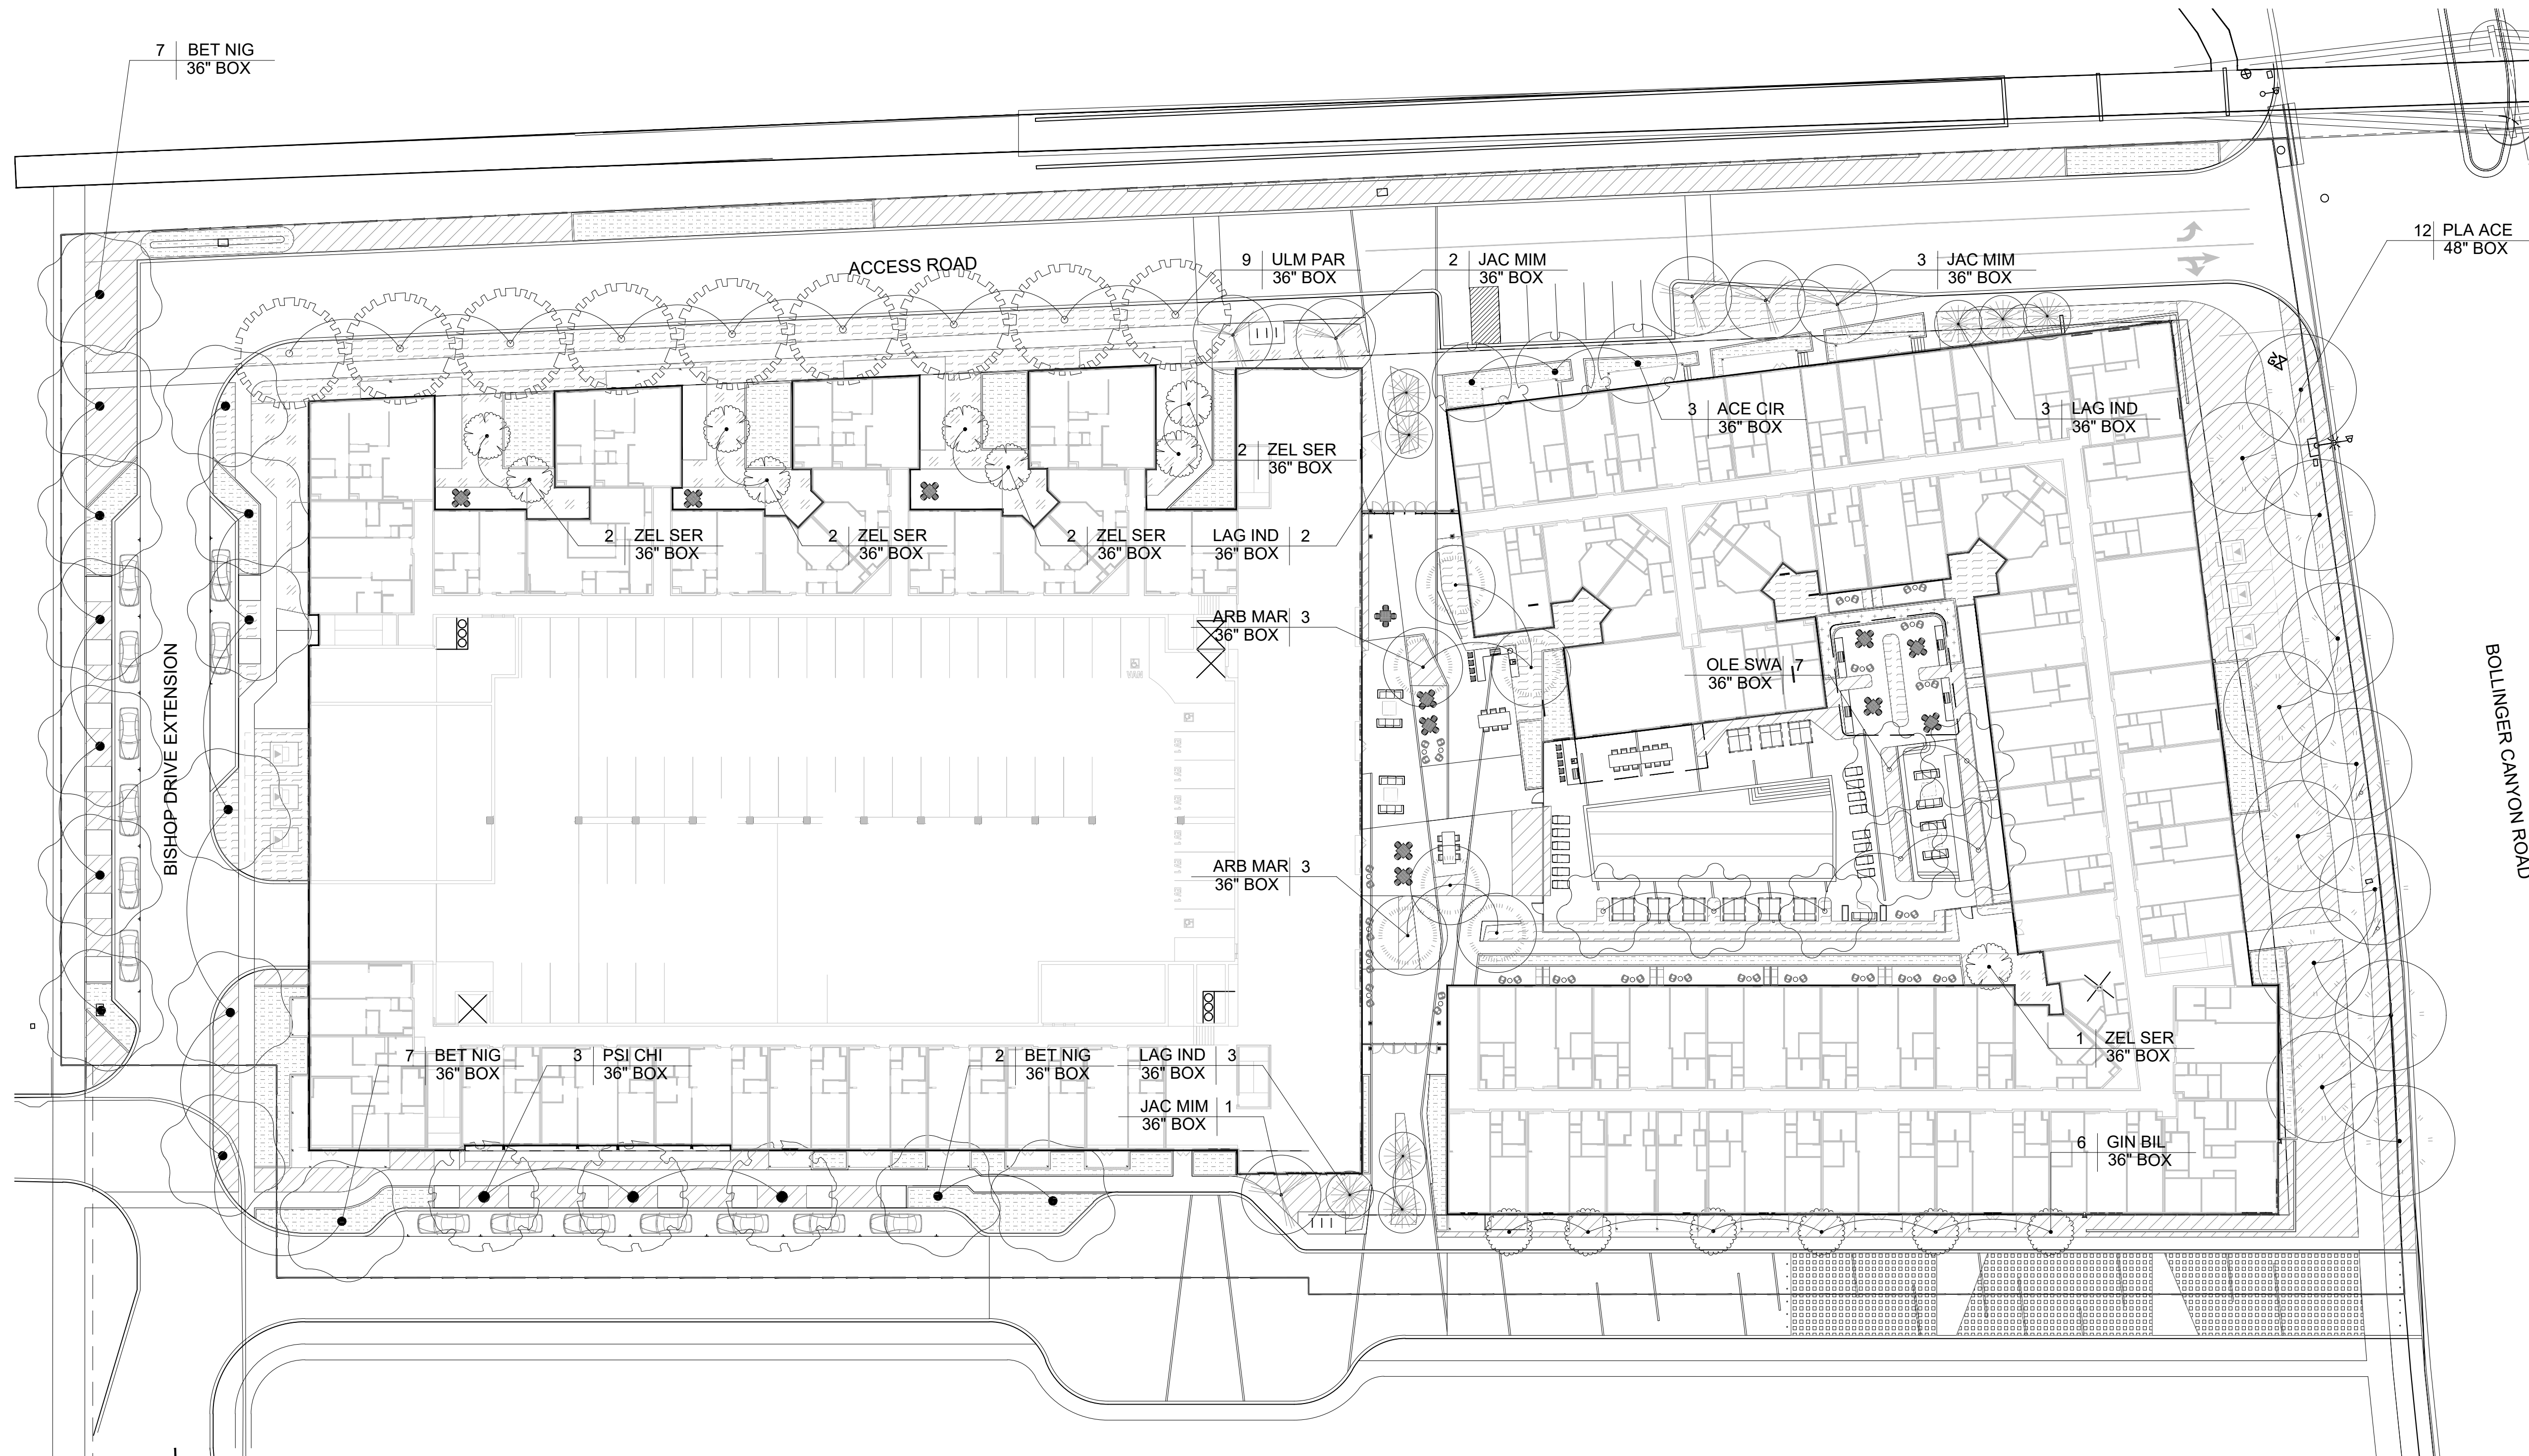 7 BET NIG
36" BOX
12 PLA ACE
48" BOX
ACCESS ROAD
9 ULM PAR
36" BOX
2 JAC MIM
36" BOX
3 JAC MIM
36" BOX
3 ACE CIR
36" BOX
3 LAG IND
36" BOX
2 ZEL SER
36" BOX
2 ZEL SER
36" BOX
2 ZEL SER
36" BOX
2 ZEL SER
36" BOX
LAG IND 2
36" BOX
ARB MAR 3
36" BOX
VAN
OLE SWA 7
36" BOX
BISHOP DRIVE EXTENSION
BOLLINGER CANYON ROAD
ARB MAR 3
36" BOX
7 BET NIG
36" BOX
3 PSI CHI
36" BOX
2 BET NIG
36" BOX
LAG IND 3
36" BOX
JAC MIM 1
36" BOX
1 ZEL SER
36" BOX
6 GIN BIL
36" BOX